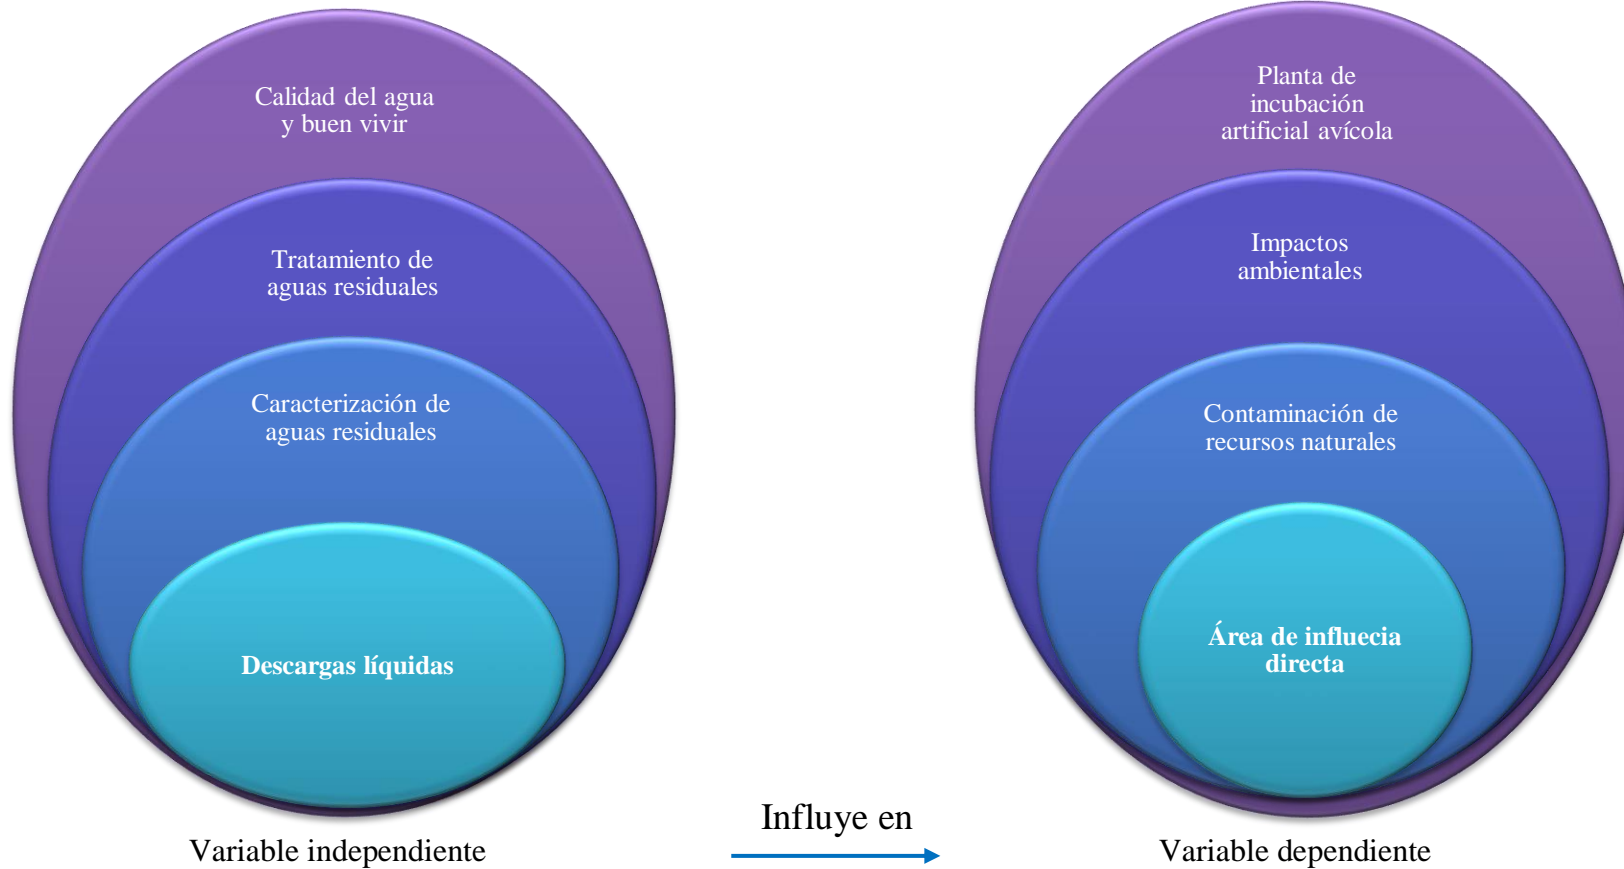 Calidad del agua
y buen vivir
Tratamiento de
aguas residuales
Caracterización de
aguas residuales
Descargas líquidas
Variable independiente
Influye en
Planta de
incubación
artificial avícola
Impactos
ambientales
Contaminación de
recursos naturales
Área de influecia
directa
Variable dependiente